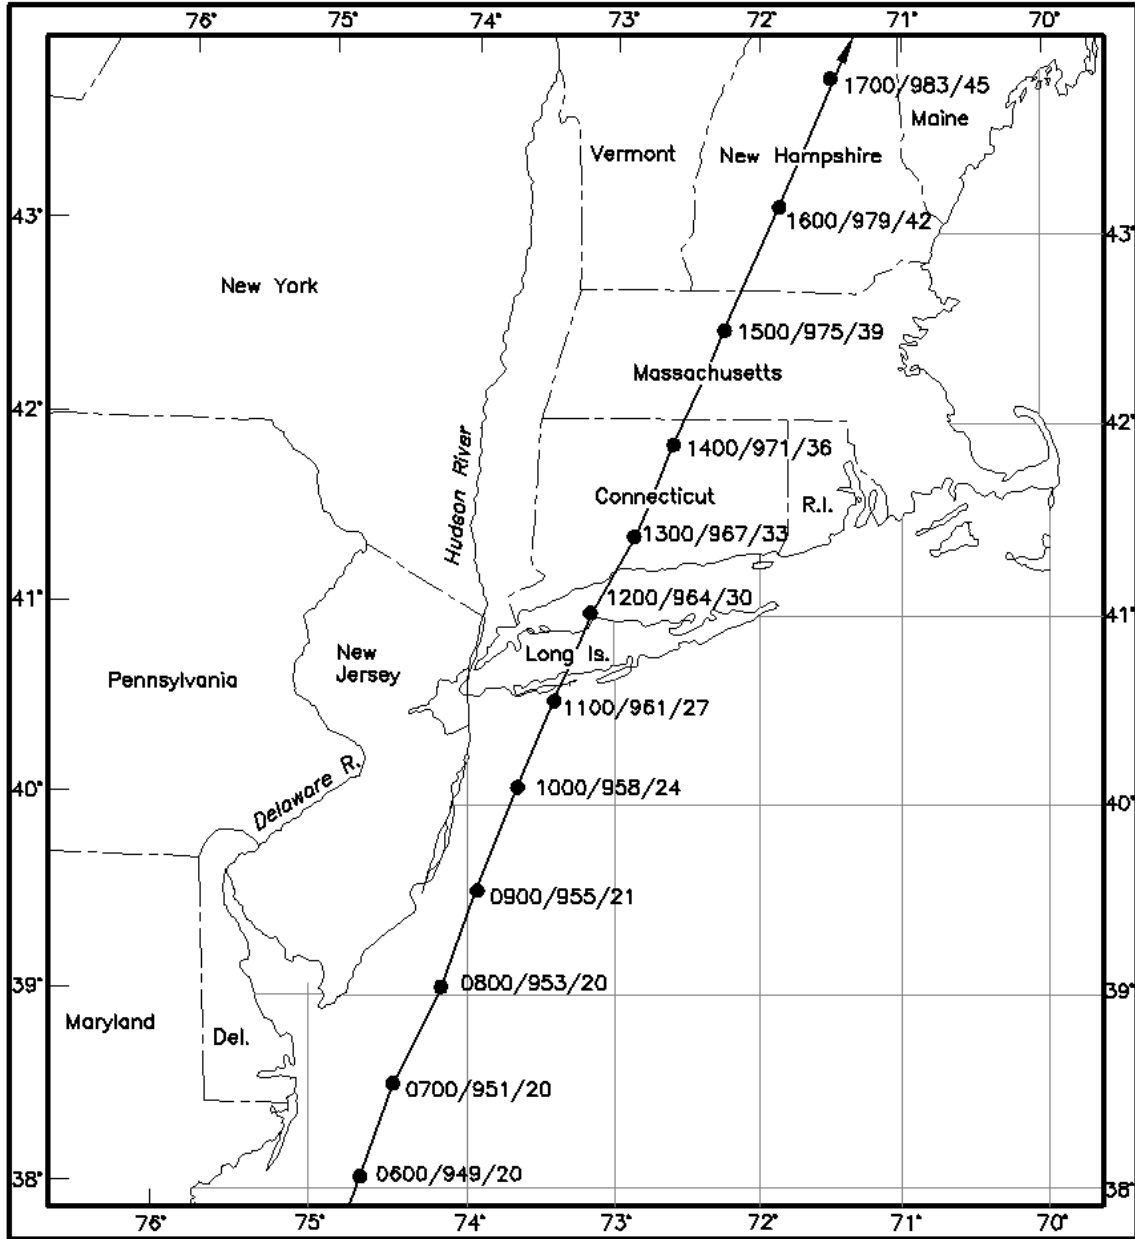 76° 75° 74° 73° 72° 71° 70°
1700/983/45
Maine
Vermont
New Hampshire
43°
1600/979/42
43°
New York
1500/975/39
Massachusetts
42°
42°
Hudson River
1400/971/36
Connecticut
R.I.
1300/967/33
41°
1200/964/30
41°
New
Jersey
Long Is.
Pennsylvania
1100/961/27
Delaware R.
40°
1000/958/24
40°
0900/955/21
39°
0800/953/20
39°
Maryland
Del.
0700/951/20
38°
0600/949/20
38°
76° 75° 74° 73° 72° 71° 70°